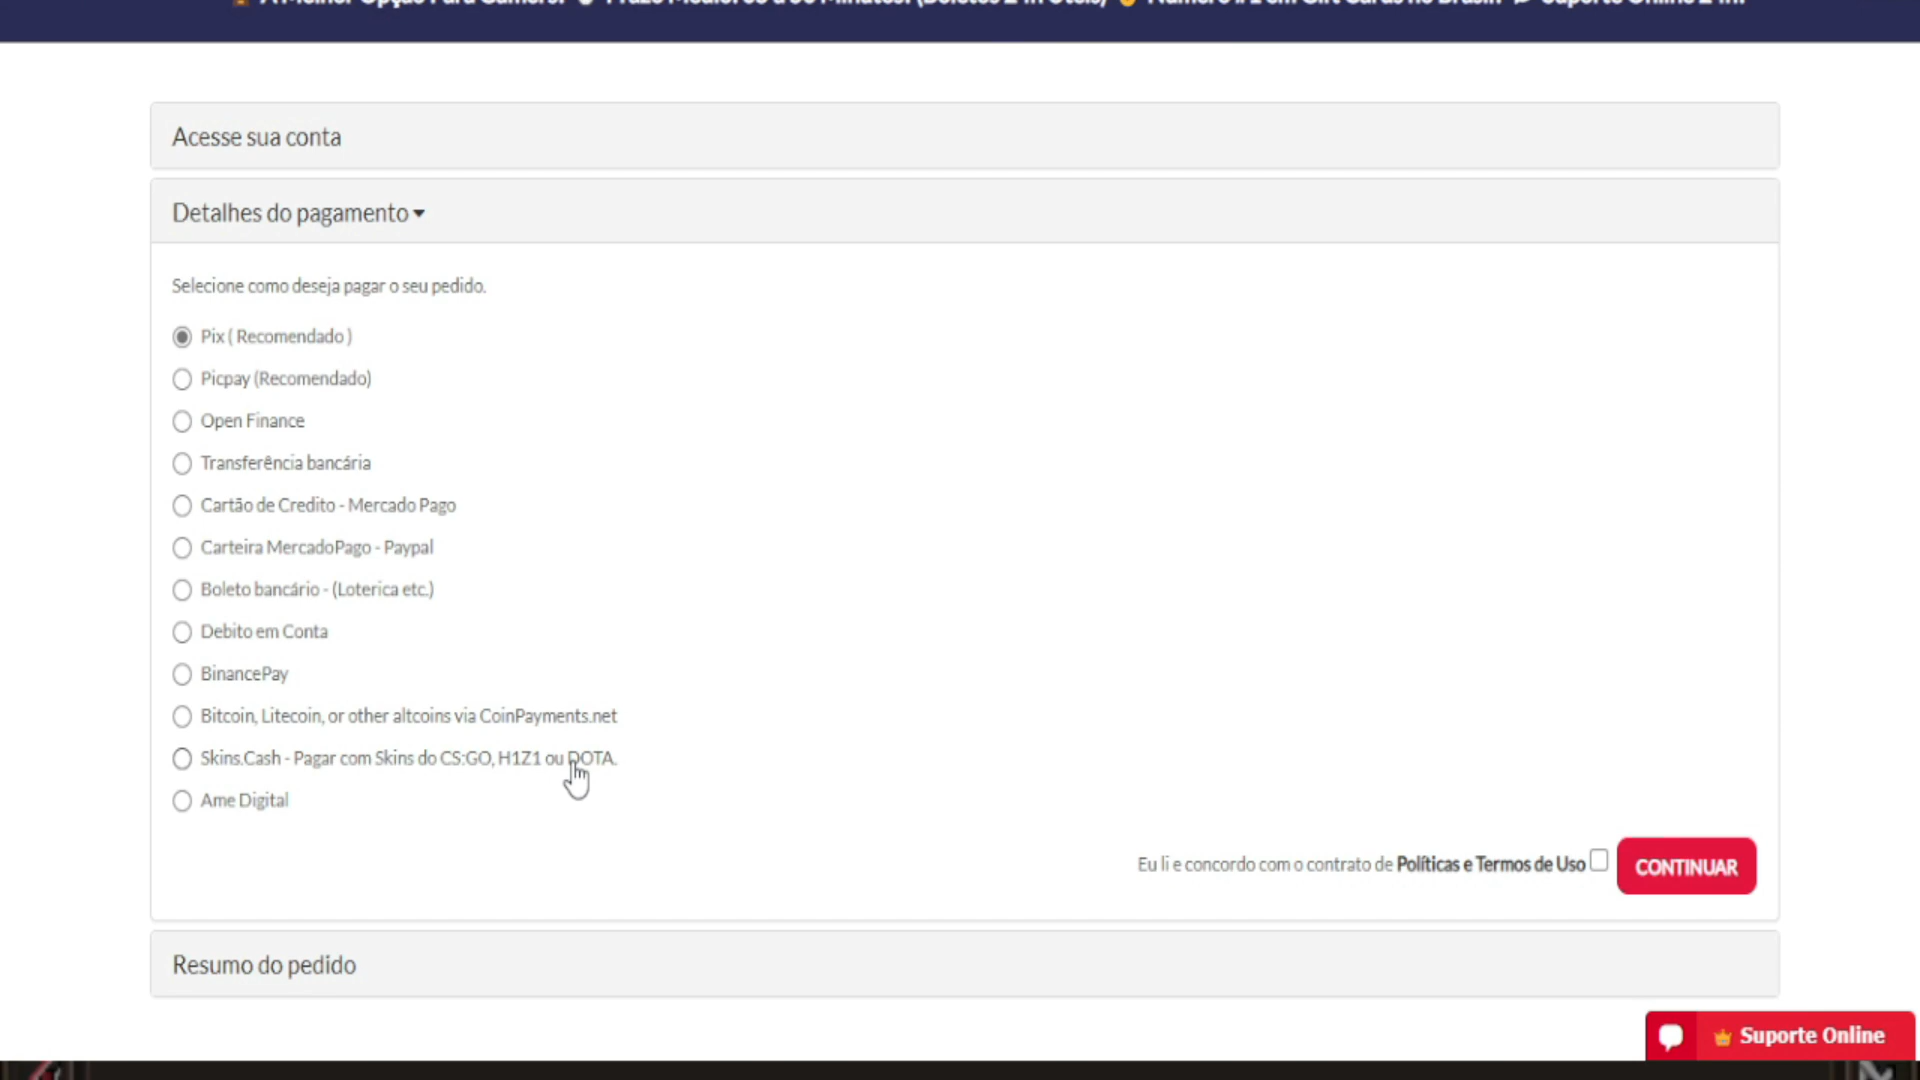 Acesse sua conta
Detalhes do pagamento
Selecione como deseja pagar o seu pedido.
Pix ( Recomendado )
Picpay (Recomendado)
Open Finance
Transferência bancária
Cartão de Credito - Mercado Pago
Carteira MercadoPago - Paypal
Boleto bancário - (Loterica etc.)
Debito em Conta
BinancePay
Bitcoin, Litecoin, or other altcoins via CoinPayments.net
Skins.Cash - Pagar com Skins do CS:GO, H1Z1 ou DOTA.
Ame Digital
Eu li e concordo com o contrato de Políticas e Termos de Uso
CONTINUAR
Resumo do pedido
Suporte Online